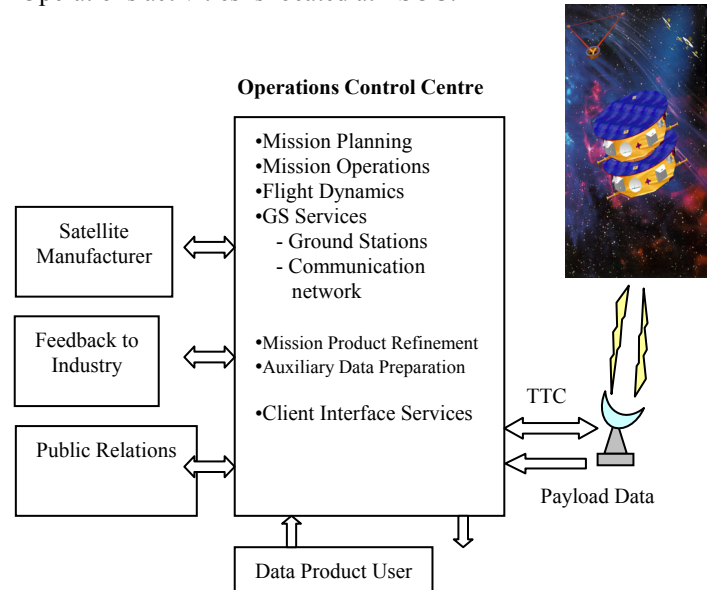 Operations Control Centre
•Mission Planning
•Mission Operations
•Flight Dynamics
•GS Services
- Ground Stations
- Communication
network
•Mission Product Refinement
•Auxiliary Data Preparation
•Client Interface Services
Satellite
Manufacturer
Feedback to
Industry
Public Relations
TTC
Payload Data
Data Product User